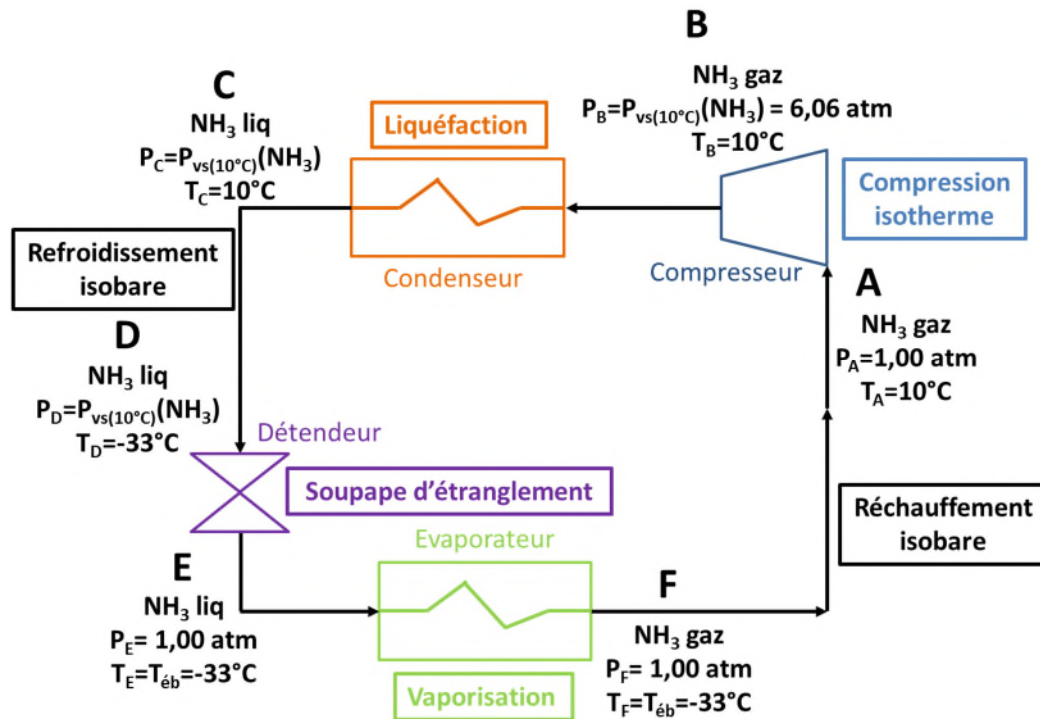 B
NH₃ gaz
P_B=P_vs(10°C)(NH₃) = 6,06 atm
T_B=10°C
C
NH₃ liq
P_C=P_vs(10°C)(NH₃)
T_C=10°C
Liquéfaction
Condenseur
Compression
isotherme
Compresseur
Refroidissement
isobare
A
NH₃ gaz
P_A=1,00 atm
T_A=10°C
D
NH₃ liq
P_D=P_vs(10°C)(NH₃)
T_D=-33°C
Détendeur
Soupape d'étranglement
Réchauffement
isobare
Evaporateur
E
NH₃ liq
P_E= 1,00 atm
T_E=T_éb=-33°C
F
NH₃ gaz
P_F= 1,00 atm
T_F=T_éb=-33°C
Vaporisation